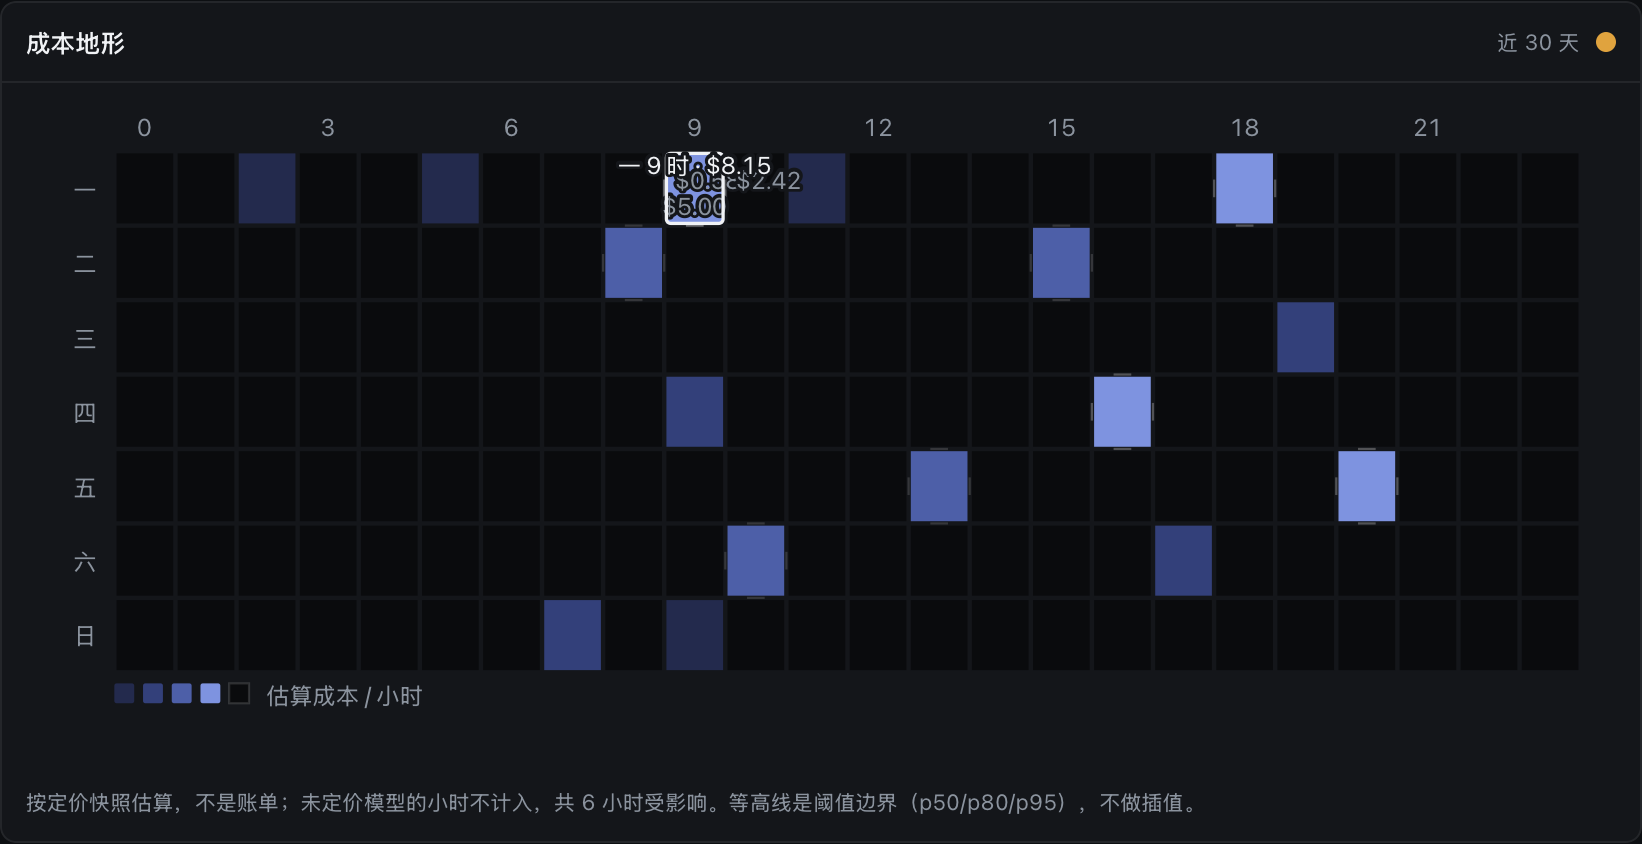 成本地形
近 30 天
0 3 6 9 12 15 18 21
一
一 9 时 · $8.15
$2.42
$5.00
二
三
四
五
六
日
估算成本 / 小时
按定价快照估算，不是账单；未定价模型的小时不计入，共 6 小时受影响。等高线是阈值边界（p50/p80/p95），不做插值。